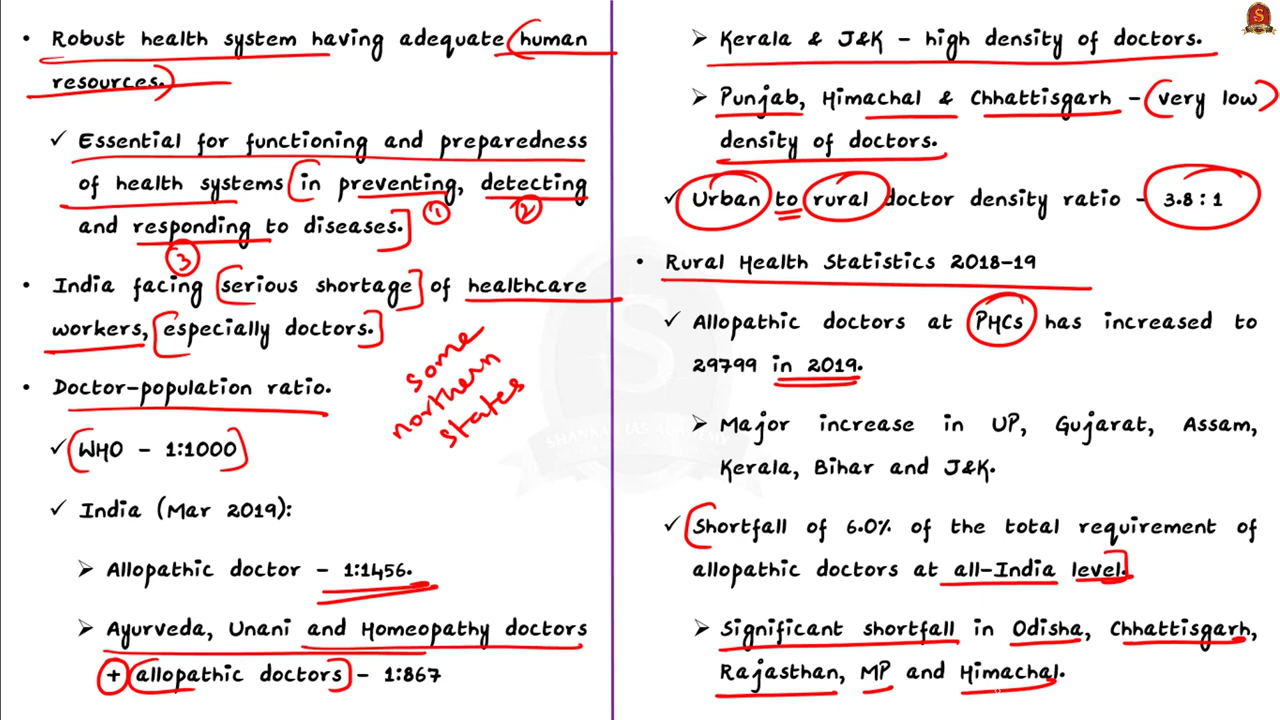 • Robust health system having adequate (human
resources.)
✓ Essential for functioning and preparedness
of health systems [in preventing, detecting
① ②
and responding to diseases.]
③
• India facing [serious shortage] of healthcare
workers, [especially doctors.]
some
northern
states
• Doctor-population ratio.
✓ [WHO - 1:1000]
✓ India (Mar 2019):
➢ Allopathic doctor - 1:1456.
➢ Ayurveda, Unani and Homeopathy doctors
+ [allopathic doctors] - 1:867
➢ Kerala & J&K - high density of doctors.
➢ Punjab, Himachal & Chhattisgarh - (very low)
density of doctors.
✓ Urban to rural doctor density ratio - 3.8:1
• Rural Health Statistics 2018-19
✓ Allopathic doctors at PHCs has increased to
29799 in 2019.
➢ Major increase in UP, Gujarat, Assam,
Kerala, Bihar and J&K.
✓ [Shortfall of 6.0% of the total requirement of
allopathic doctors at all-India level.]
➢ Significant shortfall in Odisha, Chhattisgarh,
Rajasthan, MP and Himachal.
S
SHANKAR IAS ACADEMY